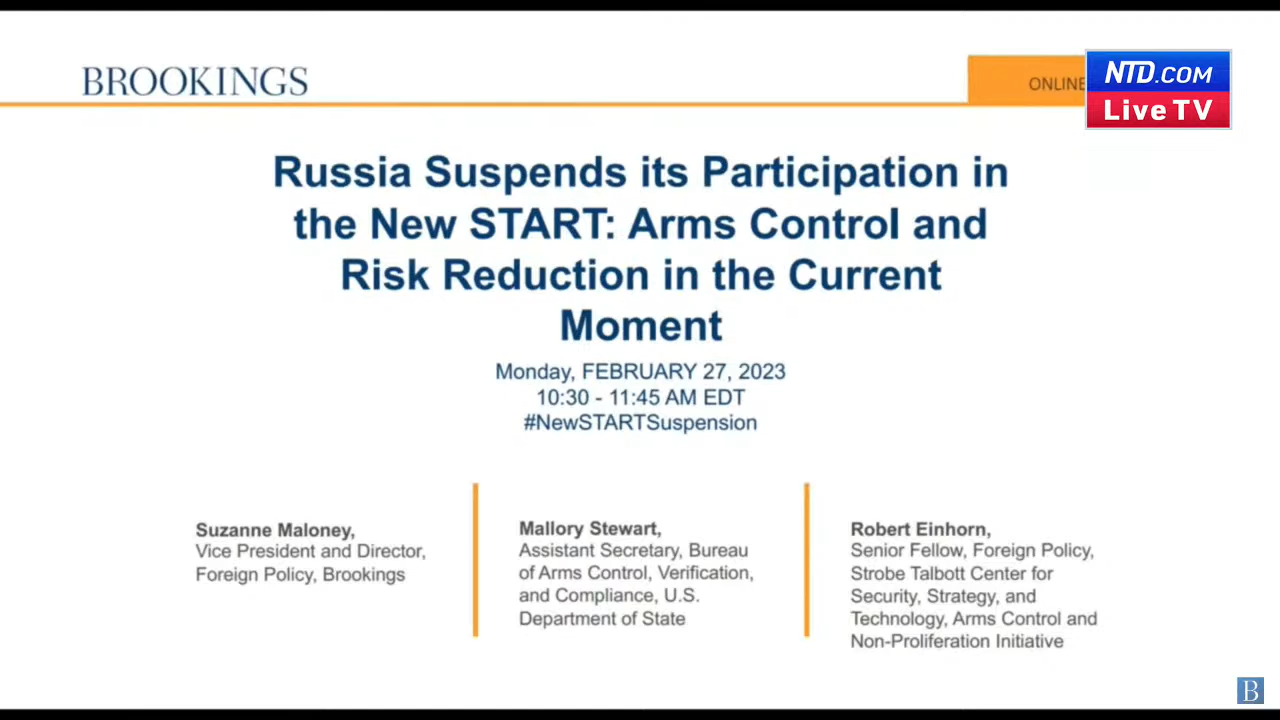 BROOKINGS
ONLINE
NTD.COM
Live TV
Russia Suspends its Participation in
the New START: Arms Control and
Risk Reduction in the Current
Moment
Monday, FEBRUARY 27, 2023
10:30 - 11:45 AM EDT
#NewSTARTSuspension
Suzanne Maloney,
Vice President and Director,
Foreign Policy, Brookings
Mallory Stewart,
Assistant Secretary, Bureau
of Arms Control, Verification,
and Compliance, U.S.
Department of State
Robert Einhorn,
Senior Fellow, Foreign Policy,
Strobe Talbott Center for
Security, Strategy, and
Technology, Arms Control and
Non-Proliferation Initiative
B